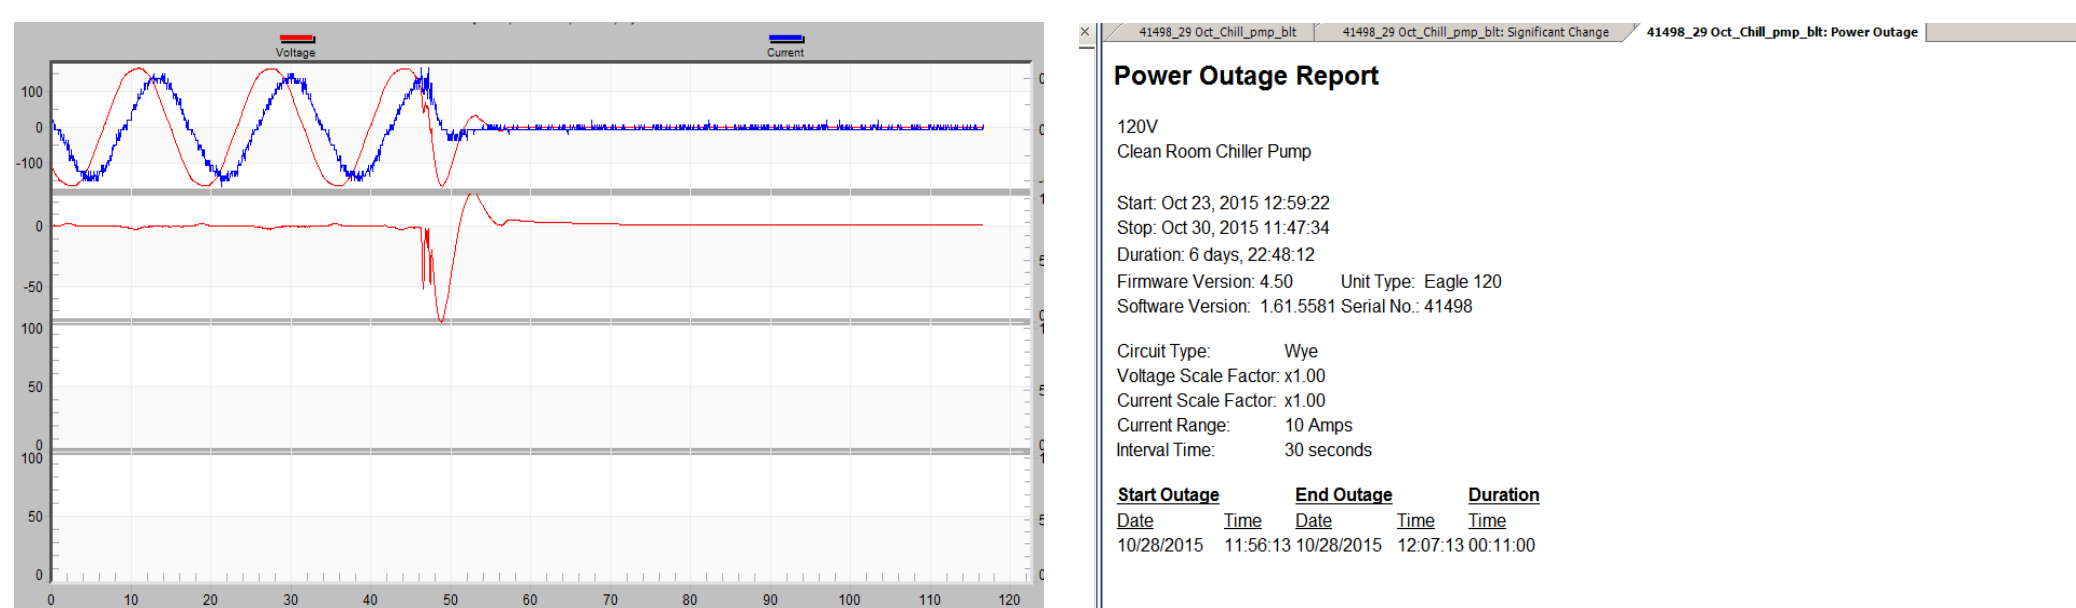 Voltage
Current
100
0
-100
0
-50
100
50
0
100
50
0
0 10 20 30 40 50 60 70 80 90 100 110 120
41498_29 Oct_Chill_pmp_blt
41498_29 Oct_Chill_pmp_blt: Significant Change
41498_29 Oct_Chill_pmp_blt: Power Outage
Power Outage Report
120V
Clean Room Chiller Pump
Start: Oct 23, 2015 12:59:22
Stop: Oct 30, 2015 11:47:34
Duration: 6 days, 22:48:12
Firmware Version: 4.50 Unit Type: Eagle 120
Software Version: 1.61.5581 Serial No.: 41498
Circuit Type: Wye
Voltage Scale Factor: x1.00
Current Scale Factor: x1.00
Current Range: 10 Amps
Interval Time: 30 seconds
Start Outage End Outage Duration
Date Time Date Time Time
10/28/2015 11:56:13 10/28/2015 12:07:13 00:11:00